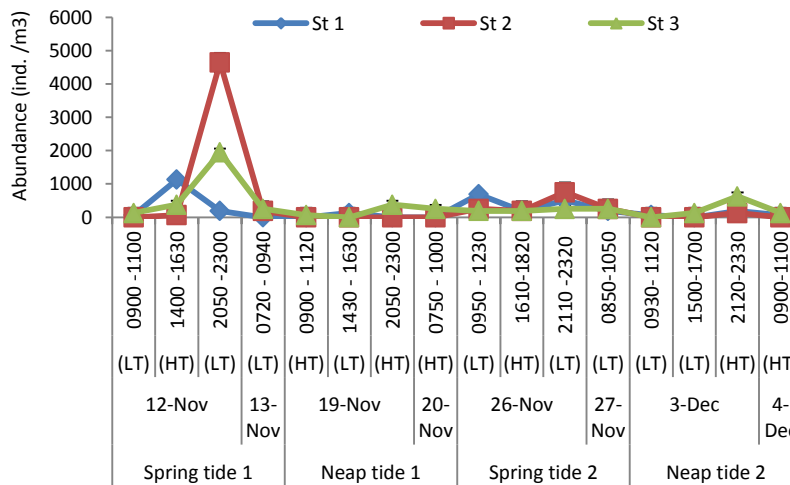 Abundance (ind. /m3)
6000
5000
4000
3000
2000
1000
0
St 1
St 2
St 3
0900 -1100
1400 -1630
2050 -2300
0720 - 0940
0900 - 1120
1430 - 1630
2050 -2300
0750 - 1000
0950 - 1230
1610-1820
2110 -2320
0850-1050
0930- 1120
1500-1700
2120-2330
0900-1100
(LT)
(HT)
(LT)
(LT)
(HT)
(LT)
(HT)
(HT)
(LT)
(HT)
(LT)
(LT)
(LT)
(LT)
(HT)
(HT
12-Nov
13-
Nov
19-Nov
20-
Nov
26-Nov
27-
Nov
3-Dec
4-
Dec
Spring tide 1
Neap tide 1
Spring tide 2
Neap tide 2